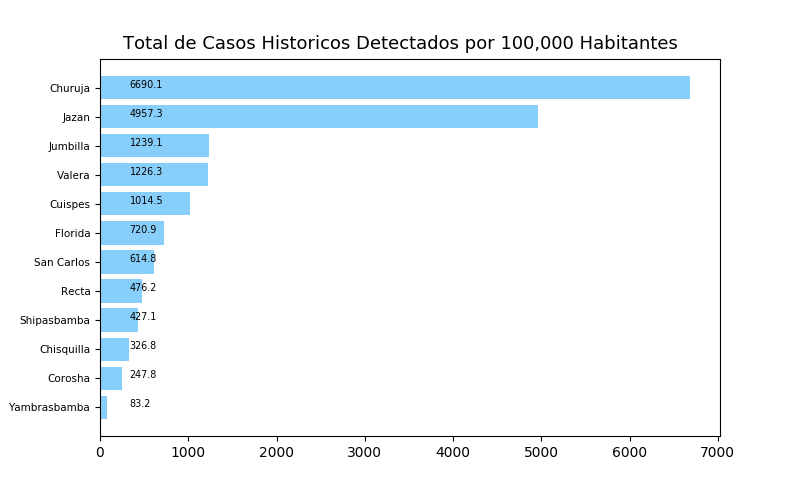 Total de Casos Historicos Detectados por 100,000 Habitantes
Churuja 6690.1
Jazan 4957.3
Jumbilla 1239.1
Valera 1226.3
Cuispes 1014.5
Florida 720.9
San Carlos 614.8
Recta 476.2
Shipasbamba 427.1
Chisquilla 326.8
Corosha 247.8
Yambrasbamba 83.2
0 1000 2000 3000 4000 5000 6000 7000